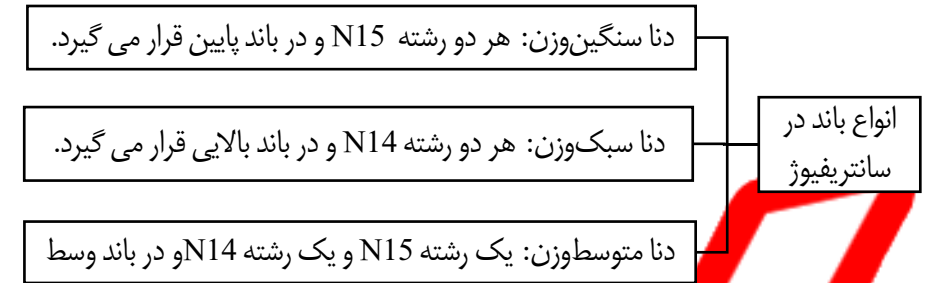 انواع باند در
سانتریفیوژ
دنا سنگین‌وزن: هر دو رشته N15 و در باند پایین قرار می گیرد.
دنا سبک‌وزن: هر دو رشته N14 و در باند بالایی قرار می گیرد.
دنا متوسط‌وزن: یک رشته N15 و یک رشته N14و در باند وسط